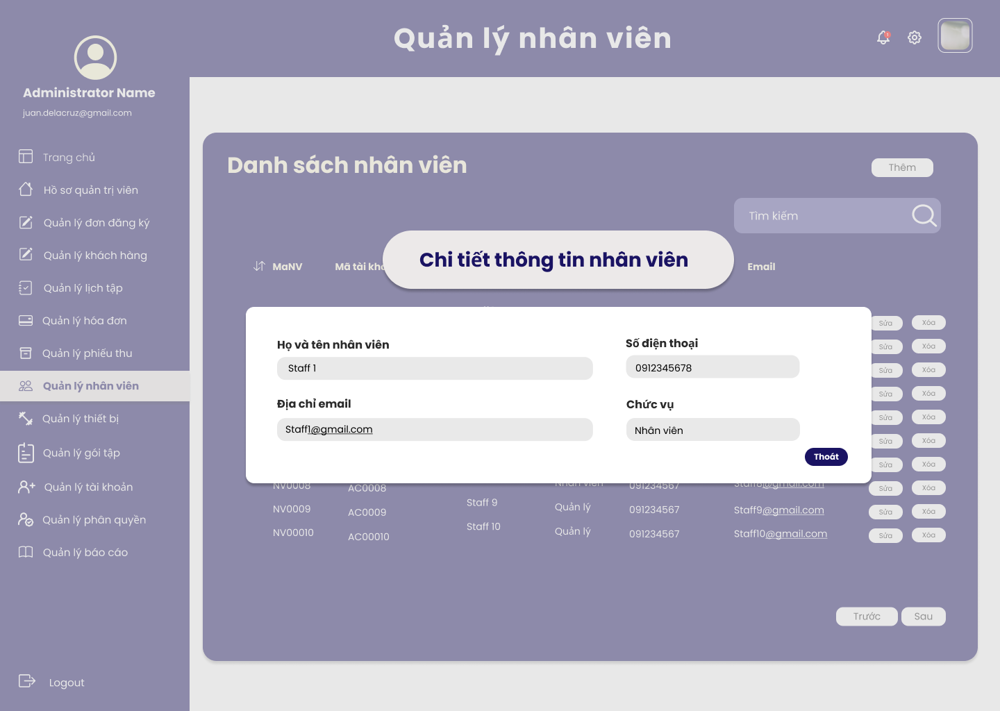 Quản lý nhân viên
1
Administrator Name
juan.delacruz@gmail.com
Trang chủ
Hồ sơ quản trị viên
Quản lý đơn đăng ký
Quản lý khách hàng
Quản lý lịch tập
Quản lý hóa đơn
Quản lý phiếu thu
Quản lý nhân viên
Quản lý thiết bị
Quản lý gói tập
Quản lý tài khoản
Quản lý phân quyền
Quản lý báo cáo
Logout
Danh sách nhân viên
Thêm
Tìm kiếm
MaNV Mã tài Email
Chi tiết thông tin nhân viên
Họ và tên nhân viên Số điện thoại
Staff 1 0912345678
Địa chỉ email Chức vụ
Staff1@gmail.com Nhân viên
Thoát
Sửa Xóa
Sửa Xóa
Sửa Xóa
Sửa Xóa
Sửa Xóa
Sửa Xóa
Sửa Xóa
NV0008 AC0008 Nhân viên 091234567 Staff8@gmail.com Sửa Xóa
NV0009 AC0009 Staff 9 Quản lý 091234567 Staff9@gmail.com Sửa Xóa
NV00010 AC00010 Staff 10 Quản lý 091234567 Staff10@gmail.com Sửa Xóa
Trước Sau